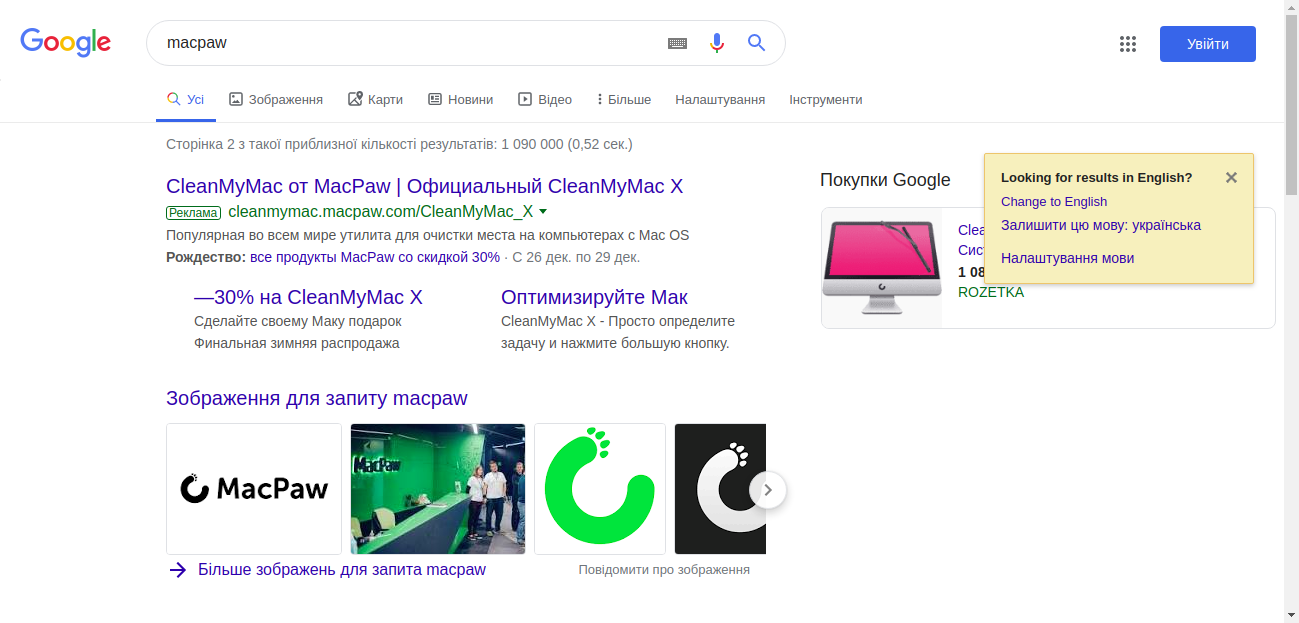 Google
macpaw
Увійти
Усі
Зображення
Карти
Новини
Відео
Більше
Налаштування
Інструменти
Сторінка 2 з такої приблизної кількості результатів: 1 090 000 (0,52 сек.)
CleanMyMac от MacPaw | Официальный CleanMyMac X
Реклама cleanmymac.macpaw.com/CleanMyMac_X
Популярная во всем мире утилита для очистки места на компьютерах с Mac OS
Рождество: все продукты MacPaw со скидкой 30% · С 26 дек. по 29 дек.
—30% на CleanMyMac X
Сделайте своему Маку подарок
Финальная зимняя распродажа
Оптимизируйте Мак
CleanMyMac X - Просто определите
задачу и нажмите большую кнопку.
Зображення для запиту macpaw
MacPaw
MacPaw
Більше зображень для запита macpaw
Повідомити про зображення
Покупки Google
Looking for results in English?
Change to English
Залишити цю мову: українська
Налаштування мови
ROZETKA